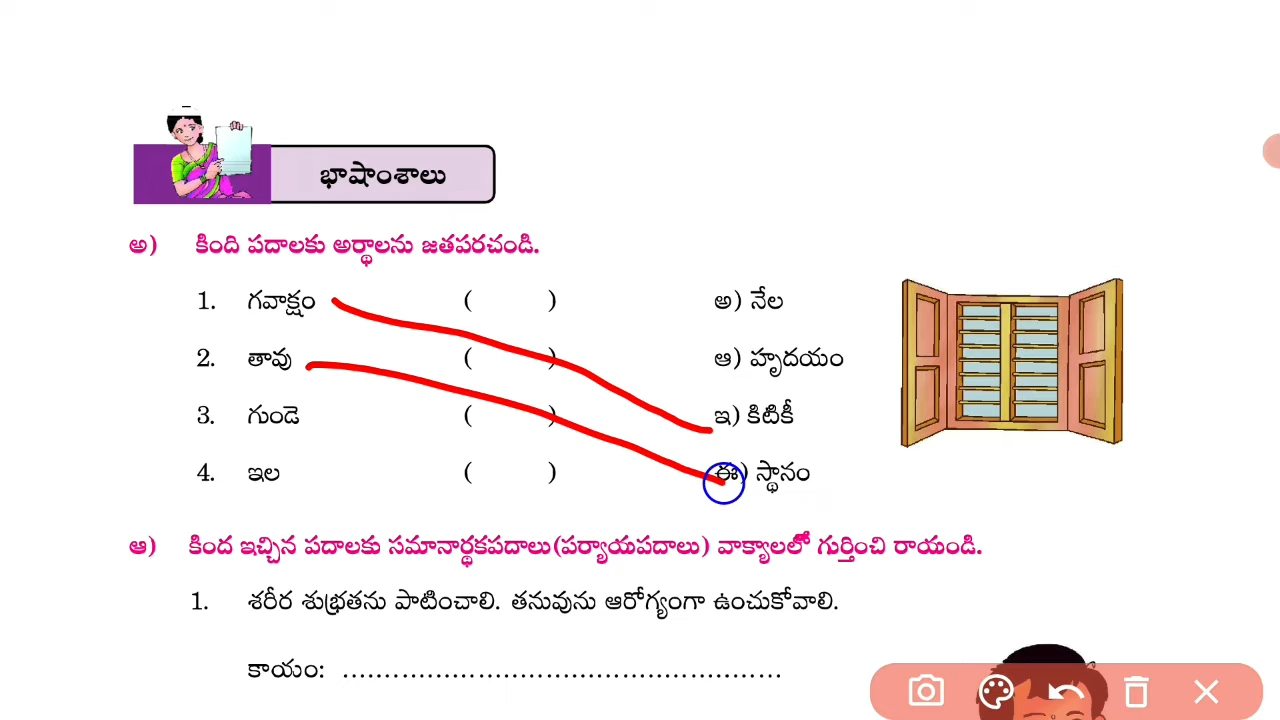 భాషాంశాలు
అ) కింది పదాలకు అర్థాలను జతపరచండి.
1. గవాక్షం ( ) అ) నేల
2. తావు ( ) ఆ) హృదయం
3. గుండె ( ) ఇ) కిటికీ
4. ఇల ( ) ఈ) స్థానం
ఆ) కింద ఇచ్చిన పదాలకు సమానార్థకపదాలు(పర్యాయపదాలు) వాక్యాలలో గుర్తించి రాయండి.
1. శరీర శుభ్రతను పాటించాలి. తనువును ఆరోగ్యంగా ఉంచుకోవాలి.
కాయం: ......................................................